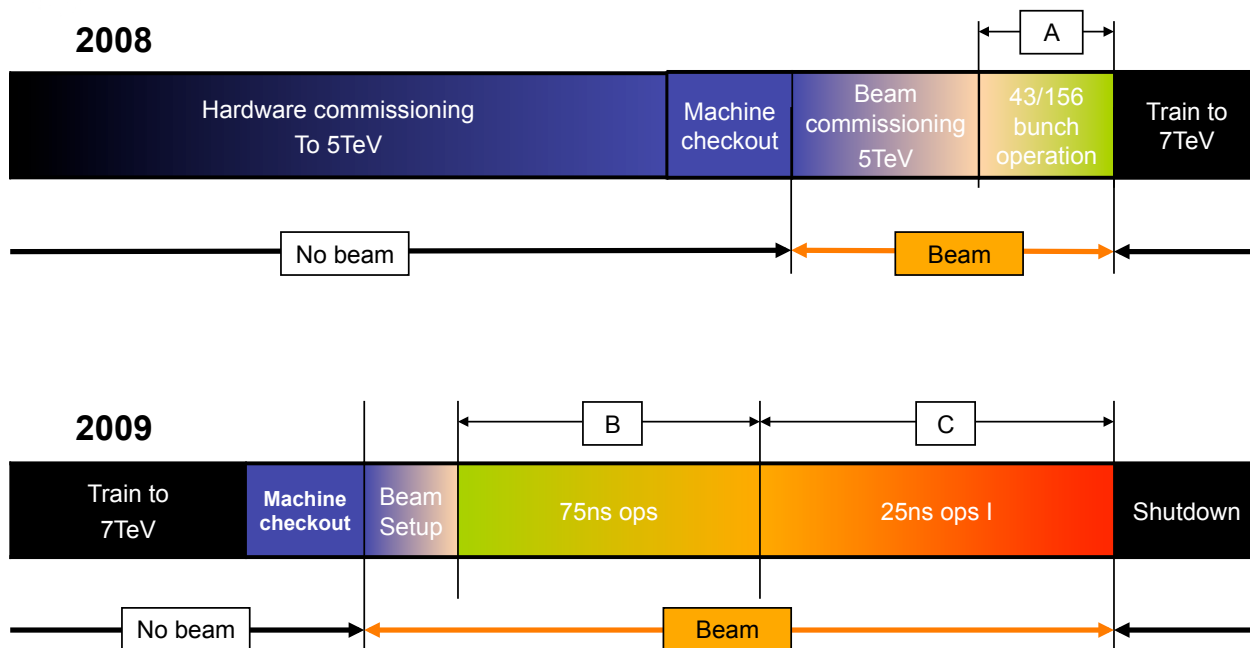 2008
A
Hardware commissioning
To 5TeV
Machine
checkout
Beam
commissioning
5TeV
43/156
bunch
operation
Train to
7TeV
No beam
Beam
2009
B
C
Train to
7TeV
Machine
checkout
Beam
Setup
75ns ops
25ns ops I
Shutdown
No beam
Beam